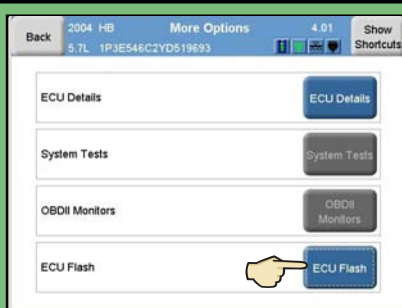 Back
2004 HB More Options 4.01
5.7L 1P3E546C2YD519693
Show
Shortcuts
ECU Details
ECU Details
System Tests
System Tests
OBDII Monitors
OBDII
Monitors
ECU Flash
ECU Flash